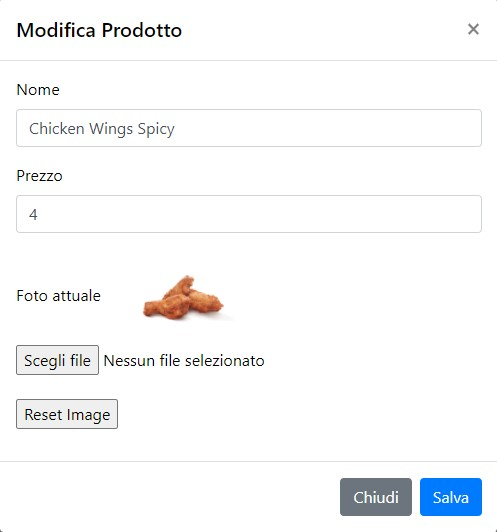 Modifica Prodotto ×
Nome
Chicken Wings Spicy
Prezzo
4
Foto attuale
Scegli file Nessun file selezionato
Reset Image
Chiudi Salva